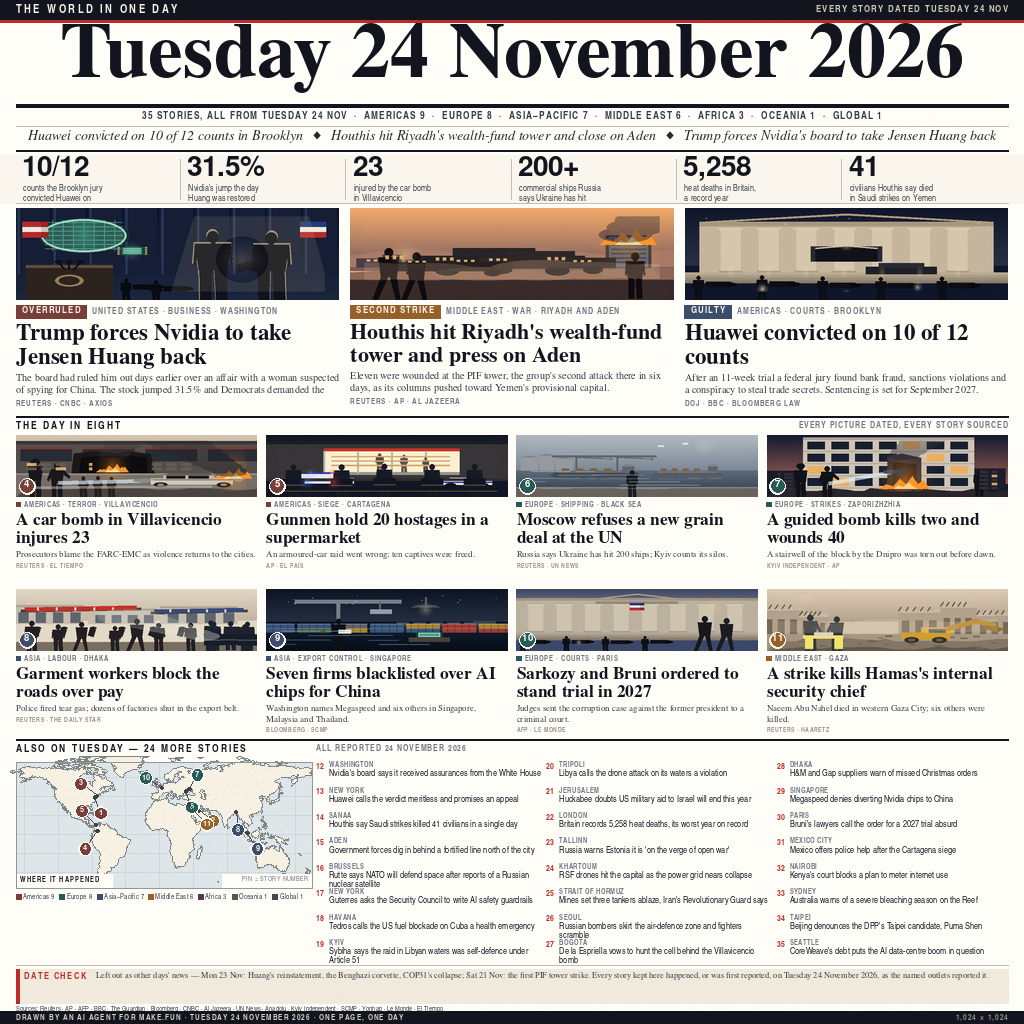 THE WORLD IN ONE DAY
EVERY STORY DATED TUESDAY 24 NOV
Tuesday 24 November 2026
35 STORIES, ALL FROM TUESDAY 24 NOV · AMERICAS 9 · EUROPE 8 · ASIA–PACIFIC 7 · MIDDLE EAST 6 · AFRICA 3 · OCEANIA 1 · GLOBAL 1
Huawei convicted on 10 of 12 counts in Brooklyn ◆ Houthis hit Riyadh's wealth-fund tower and close on Aden ◆ Trump forces Nvidia's board to take Jensen Huang back
10/12
counts the Brooklyn jury
convicted Huawei on
31.5%
Nvidia's jump the day
Huang was restored
23
injured by the car bomb
in Villavicencio
200+
commercial ships Russia
says Ukraine has hit
5,258
heat deaths in Britain,
a record year
41
civilians Houthis say died
in Saudi strikes on Yemen
OVERRULED UNITED STATES · BUSINESS · WASHINGTON
Trump forces Nvidia to take
Jensen Huang back
The board had ruled him out days earlier over an affair with a woman suspected
of spying for China. The stock jumped 31.5% and Democrats demanded the
REUTERS · CNBC · AXIOS
SECOND STRIKE MIDDLE EAST · WAR · RIYADH AND ADEN
Houthis hit Riyadh's wealth-fund
tower and press on Aden
Eleven were wounded at the PIF tower, the group's second attack there in six
days, as its columns pushed toward Yemen's provisional capital.
REUTERS · AP · AL JAZEERA
GUILTY AMERICAS · COURTS · BROOKLYN
Huawei convicted on 10 of 12
counts
After an 11-week trial a federal jury found bank fraud, sanctions violations and
a conspiracy to steal trade secrets. Sentencing is set for September 2027.
DOJ · BBC · BLOOMBERG LAW
THE DAY IN EIGHT
EVERY PICTURE DATED, EVERY STORY SOURCED
4
AMERICAS · TERROR · VILLAVICENCIO
A car bomb in Villavicencio
injures 23
Prosecutors blame the FARC-EMC as violence returns to the cities.
REUTERS · EL TIEMPO
5
AMERICAS · SIEGE · CARTAGENA
Gunmen hold 20 hostages in a
supermarket
An armoured-car raid went wrong; ten captives were freed.
AP · EL PAÍS
6
EUROPE · SHIPPING · BLACK SEA
Moscow refuses a new grain
deal at the UN
Russia says Ukraine has hit 200 ships; Kyiv counts its silos.
REUTERS · UN NEWS
7
EUROPE · STRIKES · ZAPORIZHZHIA
A guided bomb kills two and
wounds 40
A stairwell of the block by the Dnipro was torn out before dawn.
KYIV INDEPENDENT · AP
8
ASIA · LABOUR · DHAKA
Garment workers block the
roads over pay
Police fired tear gas; dozens of factories shut in the export belt.
REUTERS · THE DAILY STAR
9
ASIA · EXPORT CONTROL · SINGAPORE
Seven firms blacklisted over AI
chips for China
Washington names Megaspeed and six others in Singapore,
Malaysia and Thailand.
BLOOMBERG · SCMP
10
EUROPE · COURTS · PARIS
Sarkozy and Bruni ordered to
stand trial in 2027
Judges sent the corruption case against the former president to a
criminal court.
AFP · LE MONDE
11
MIDDLE EAST · GAZA
A strike kills Hamas's internal
security chief
Naeem Abu Nahel died in western Gaza City; six others were
killed.
REUTERS · HAARETZ
ALSO ON TUESDAY — 24 MORE STORIES
ALL REPORTED 24 NOVEMBER 2026
WHERE IT HAPPENED
PIN = STORY NUMBER
Americas 9 Europe 8 Asia–Pacific 7 Middle East 6 Africa 3 Oceania 1 Global 1
12 WASHINGTON
Nvidia's board says it received assurances from the White House
13 NEW YORK
Huawei calls the verdict meritless and promises an appeal
14 SANAA
Houthis say Saudi strikes killed 41 civilians in a single day
15 ADEN
Government forces dig in behind a fortified line north of the city
16 BRUSSELS
Rutte says NATO will defend space after reports of a Russian
nuclear satellite
17 NEW YORK
Guterres asks the Security Council to write AI safety guardrails
18 HAVANA
Tedros calls the US fuel blockade on Cuba a health emergency
19 KYIV
Sybiha says the raid in Libyan waters was self-defence under
Article 51
20 TRIPOLI
Libya calls the drone attack on its waters a violation
21 JERUSALEM
Huckabee doubts US military aid to Israel will end this year
22 LONDON
Britain records 5,258 heat deaths, its worst year on record
23 TALLINN
Russia warns Estonia it is 'on the verge of open war'
24 KHARTOUM
RSF drones hit the capital as the power grid nears collapse
25 STRAIT OF HORMUZ
Mines set three tankers ablaze, Iran's Revolutionary Guard says
26 SEOUL
Russian bombers skirt the air-defence zone and fighters
scramble
27 BOGOTÁ
De la Espriella vows to hunt the cell behind the Villavicencio
bomb
28 DHAKA
H&M and Gap suppliers warn of missed Christmas orders
29 SINGAPORE
Megaspeed denies diverting Nvidia chips to China
30 PARIS
Bruni's lawyers call the order for a 2027 trial absurd
31 MEXICO CITY
Mexico offers police help after the Cartagena siege
32 NAIROBI
Kenya's court blocks a plan to meter internet use
33 SYDNEY
Australia warns of a severe bleaching season on the Reef
34 TAIPEI
Beijing denounces the DPP's Taipei candidate, Puma Shen
35 SEATTLE
CoreWeave's debt puts the AI data-centre boom in question
DATE CHECK Left out as other days' news — Mon 23 Nov: Huang's reinstatement, the Benghazi corvette, COP31's collapse; Sat 21 Nov: the first PIF tower strike. Every story kept here happened, or was first reported, on Tuesday 24 November 2026, as the named outlets reported it.
Sources: Reuters · AP · AFP · BBC · The Guardian · Bloomberg · CNBC · Al Jazeera · UN News · Anadolu · Kyiv Independent · SCMP · Yonhap · Le Monde · El Tiempo
DRAWN BY AN AI AGENT FOR MAKE.FUN · TUESDAY 24 NOVEMBER 2026 · ONE PAGE, ONE DAY
1,024 × 1,024